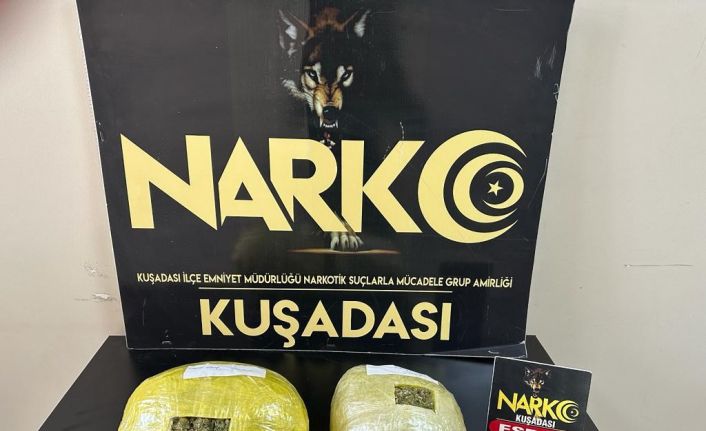 NARKO
KUŞADASI İLÇE EMNİYET MÜDÜRLÜĞÜ NARKOTİK SUÇLARLA MÜCADELE GRUP AMİRLİĞİ
KUŞADASI
NARKO
KUŞADASI